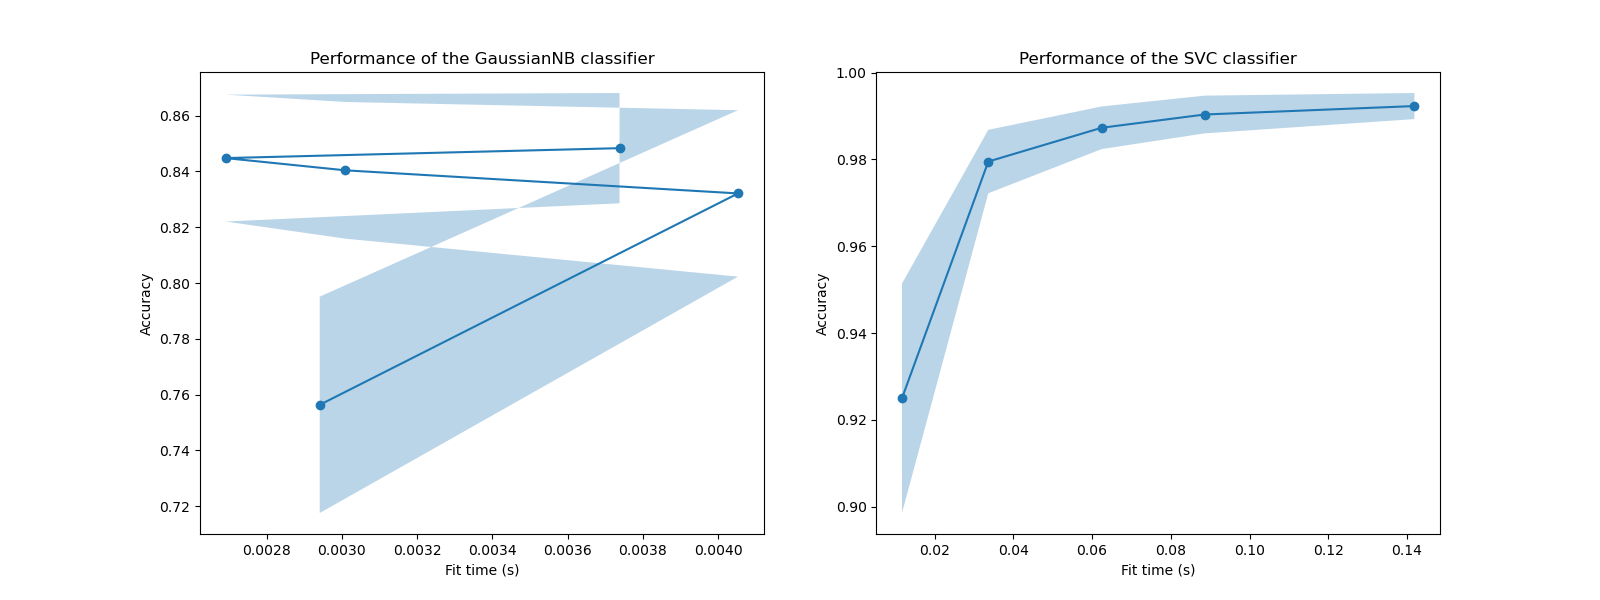 Performance of the GaussianNB classifier
0.86
0.84
0.82
0.80
0.78
0.76
0.74
0.72
Accuracy
0.0028 0.0030 0.0032 0.0034 0.0036 0.0038 0.0040
Fit time (s)
Performance of the SVC classifier
1.00
0.98
0.96
0.94
0.92
0.90
Accuracy
0.02 0.04 0.06 0.08 0.10 0.12 0.14
Fit time (s)